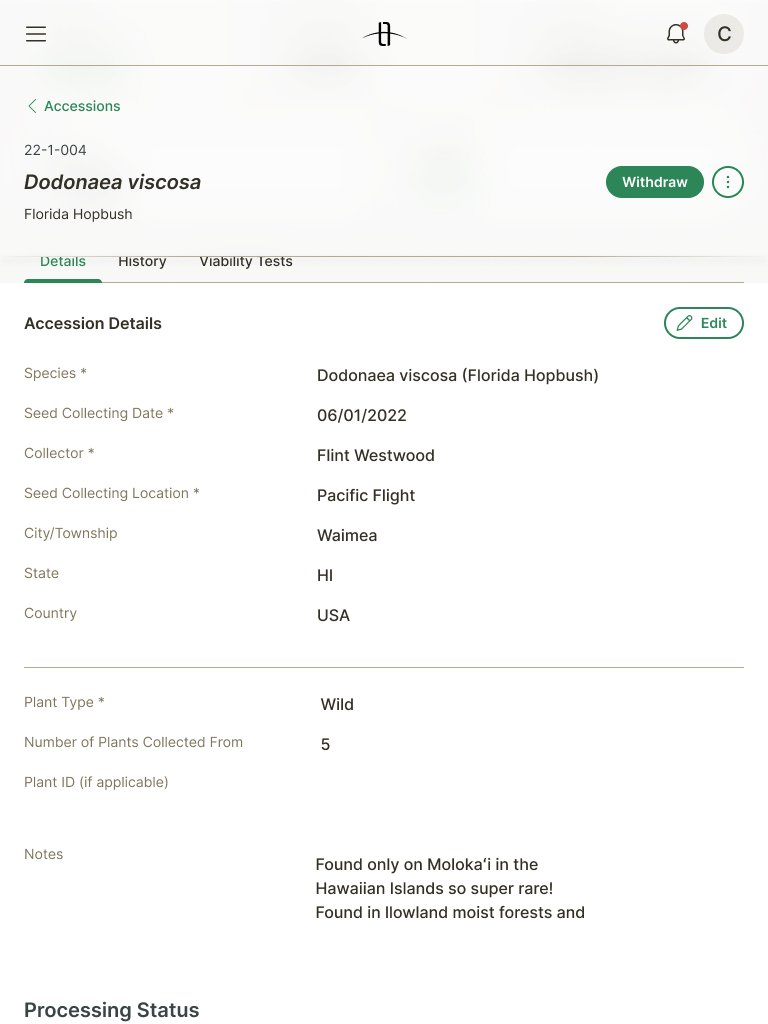 C
Accessions
22-1-004
Dodonaea viscosa
Withdraw
Florida Hopbush
Details History Viability Tests
Accession Details
Edit
Species * Dodonaea viscosa (Florida Hopbush)
Seed Collecting Date * 06/01/2022
Collector * Flint Westwood
Seed Collecting Location * Pacific Flight
City/Township Waimea
State HI
Country USA
Plant Type * Wild
Number of Plants Collected From 5
Plant ID (if applicable)
Notes
Found only on Molokaʻi in the
Hawaiian Islands so super rare!
Found in llowland moist forests and
Processing Status